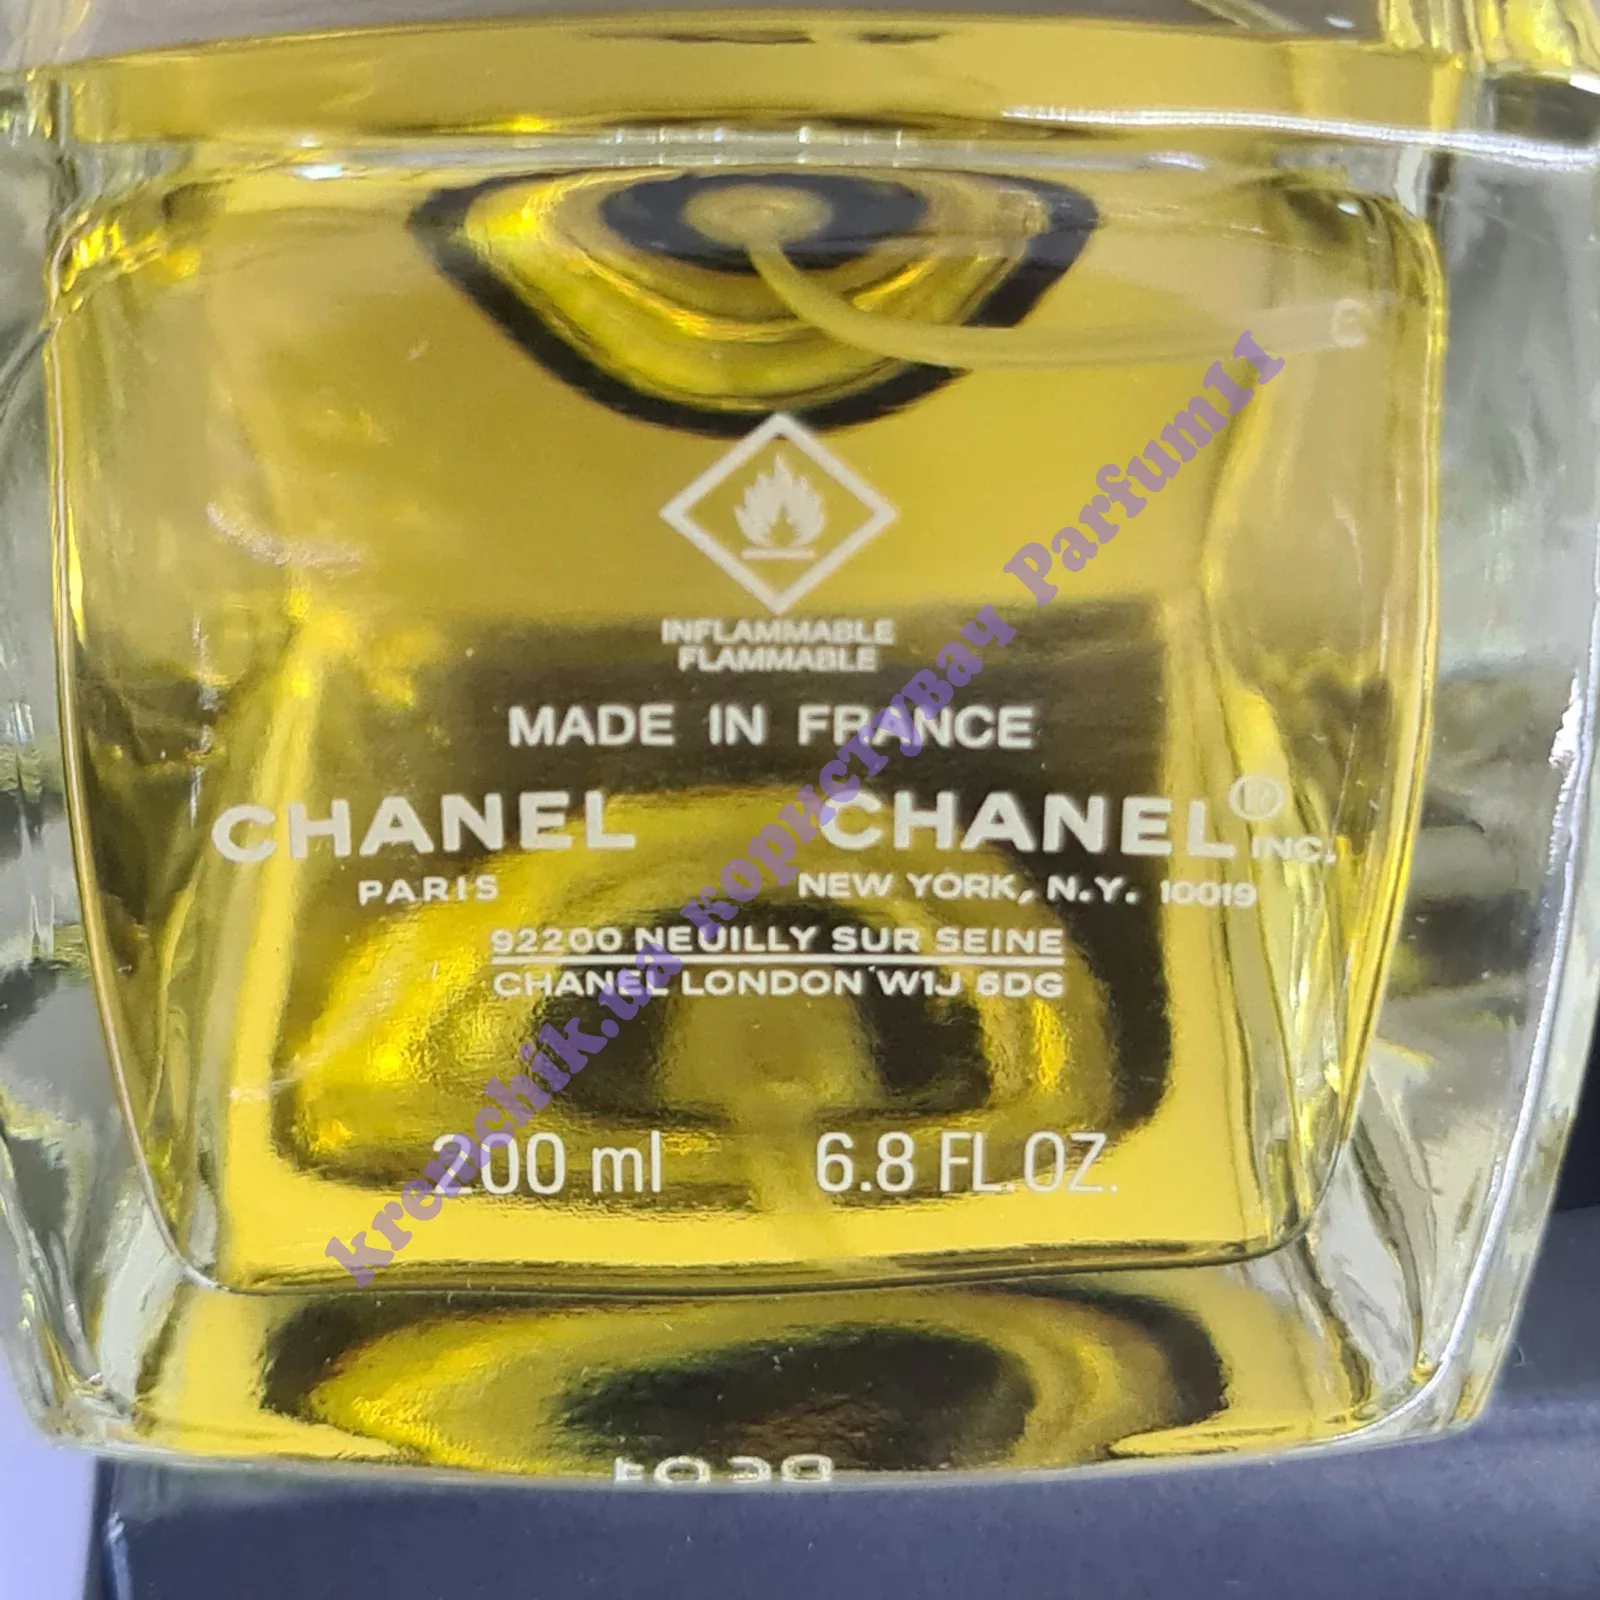 INFLAMMABLE
FLAMMABLE
MADE IN FRANCE
CHANEL CHANEL® INC.
PARIS NEW YORK, N.Y. 10019
92200 NEUILLY SUR SEINE
CHANEL LONDON W1J 6DG
200 ml 6.8 FL.OZ.
kremchik.ua користувач Parfum11